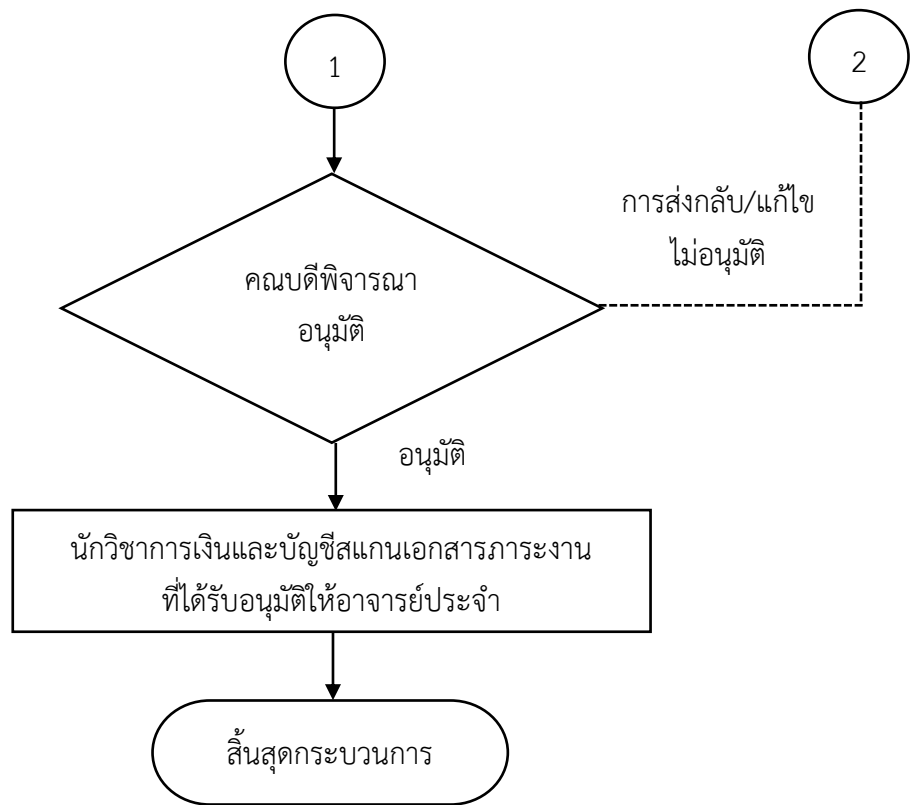 1
2
การส่งกลับ/แก้ไข
ไม่อนุมัติ
คณบดีพิจารณา
อนุมัติ
อนุมัติ
นักวิชาการเงินและบัญชีสแกนเอกสารภาระงาน
ที่ได้รับอนุมัติให้อาจารย์ประจำ
สิ้นสุดกระบวนการ